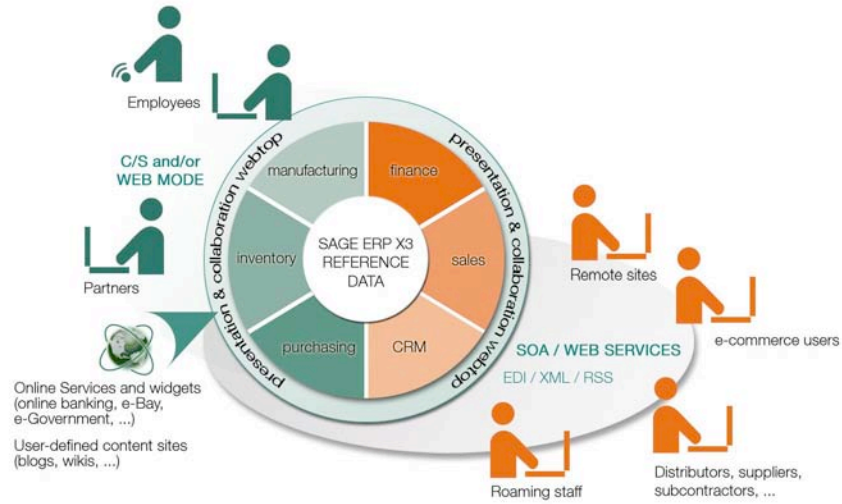 Employees
C/S and/or
WEB MODE
Partners
Online Services and widgets
(online banking, e-Bay,
e-Government, ...)
User-defined content sites
(blogs, wikis, ...)
presentation & collaboration webtop
presentation & collaboration webtop
manufacturing
finance
inventory
SAGE ERP X3
REFERENCE
DATA
sales
purchasing
CRM
SOA / WEB SERVICES
EDI / XML / RSS
Remote sites
e-commerce users
Roaming staff
Distributors, suppliers,
subcontractors, ...